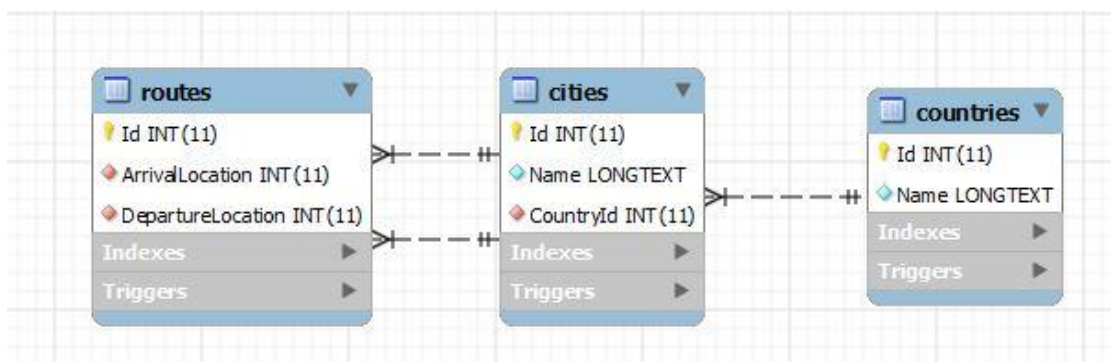 routes
Id INT(11)
ArrivalLocation INT(11)
DepartureLocation INT(11)
Indexes
Triggers
cities
Id INT(11)
Name LONGTEXT
CountryId INT(11)
Indexes
Triggers
countries
Id INT(11)
Name LONGTEXT
Indexes
Triggers